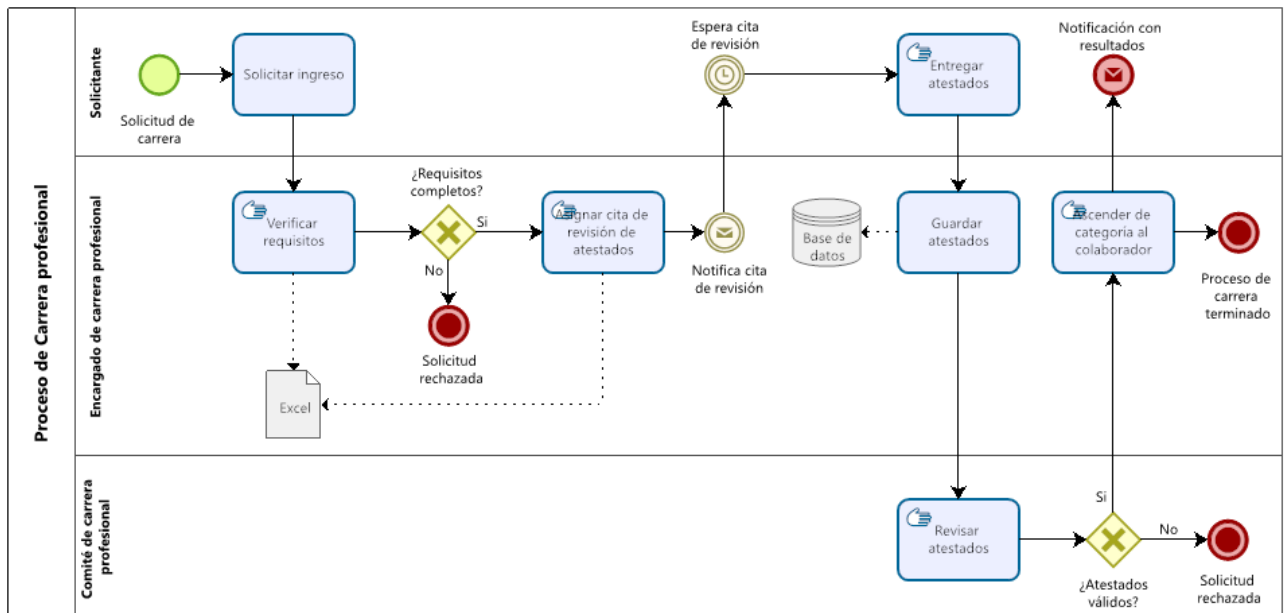 Proceso de Carrera profesional
Solicitante
Solicitud de
carrera
Solicitar ingreso
Espera cita
de revisión
Entregar
atestados
Notificación con
resultados
Encargado de carrera profesional
Verificar
requisitos
¿Requisitos
completos?
Si
No
Solicitud
rechazada
Excel
Asignar cita de
revisión de
atestados
Notifica cita
de revisión
Base de
datos
Guardar
atestados
Ascender de
categoría al
colaborador
Proceso de
carrera
terminado
Comité de carrera
profesional
Revisar
atestados
¿Atestados
válidos?
Si
No
Solicitud
rechazada